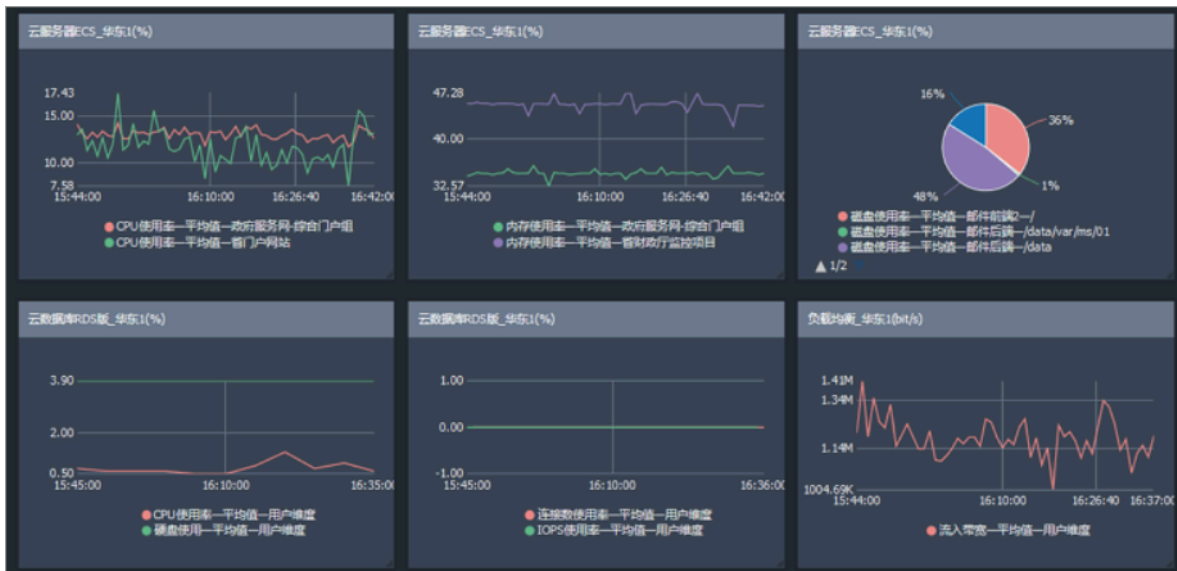 云服务器ECS_华东1(%)
17.43
15.00
10.00
7.58
15:44:00
16:10:00
16:26:40
16:42:00
CPU使用率—平均值—政府服务网-综合门户组
CPU使用率—平均值—省门户网站
云服务器ECS_华东1(%)
47.28
40.00
32.57
15:44:00
16:10:00
16:26:40
16:42:00
内存使用率—平均值—政府服务网-综合门户组
内存使用率—平均值—省财政厅监控项目
云服务器ECS_华东1(%)
16%
36%
1%
48%
磁盘使用率—平均值—邮件前端2—/
磁盘使用率—平均值—邮件后端—/data/var/ms/01
磁盘使用率—平均值—邮件后端—/data
1/2
云数据库RDS版_华东1(%)
3.90
2.00
0.50
15:45:00
16:10:00
16:35:00
CPU使用率—平均值—用户维度
硬盘使用—平均值—用户维度
云数据库RDS版_华东1(%)
1.00
0.00
-1.00
15:45:00
16:10:00
16:36:00
连接数使用率—平均值—用户维度
IOPS使用率—平均值—用户维度
负载均衡_华东1(bit/s)
1.41M
1.34M
1.14M
1004.69K
15:44:00
16:10:00
16:26:40
16:37:00
流入带宽—平均值—用户维度